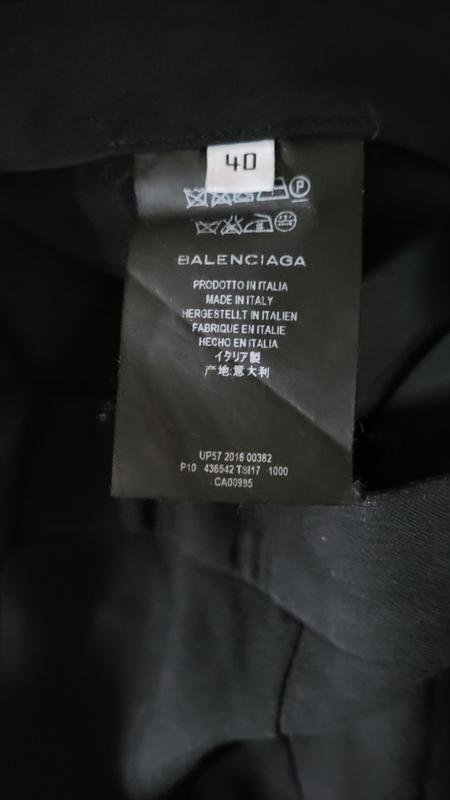 40
BALENCIAGA
PRODOTTO IN ITALIA
MADE IN ITALY
HERGESTELLT IN ITALIEN
FABRIQUE EN ITALIE
HECHO EN ITALIA
イタリア製
产地:意大利
UP57 2016 00382
P10 436542 TSI17 1000
CA00985